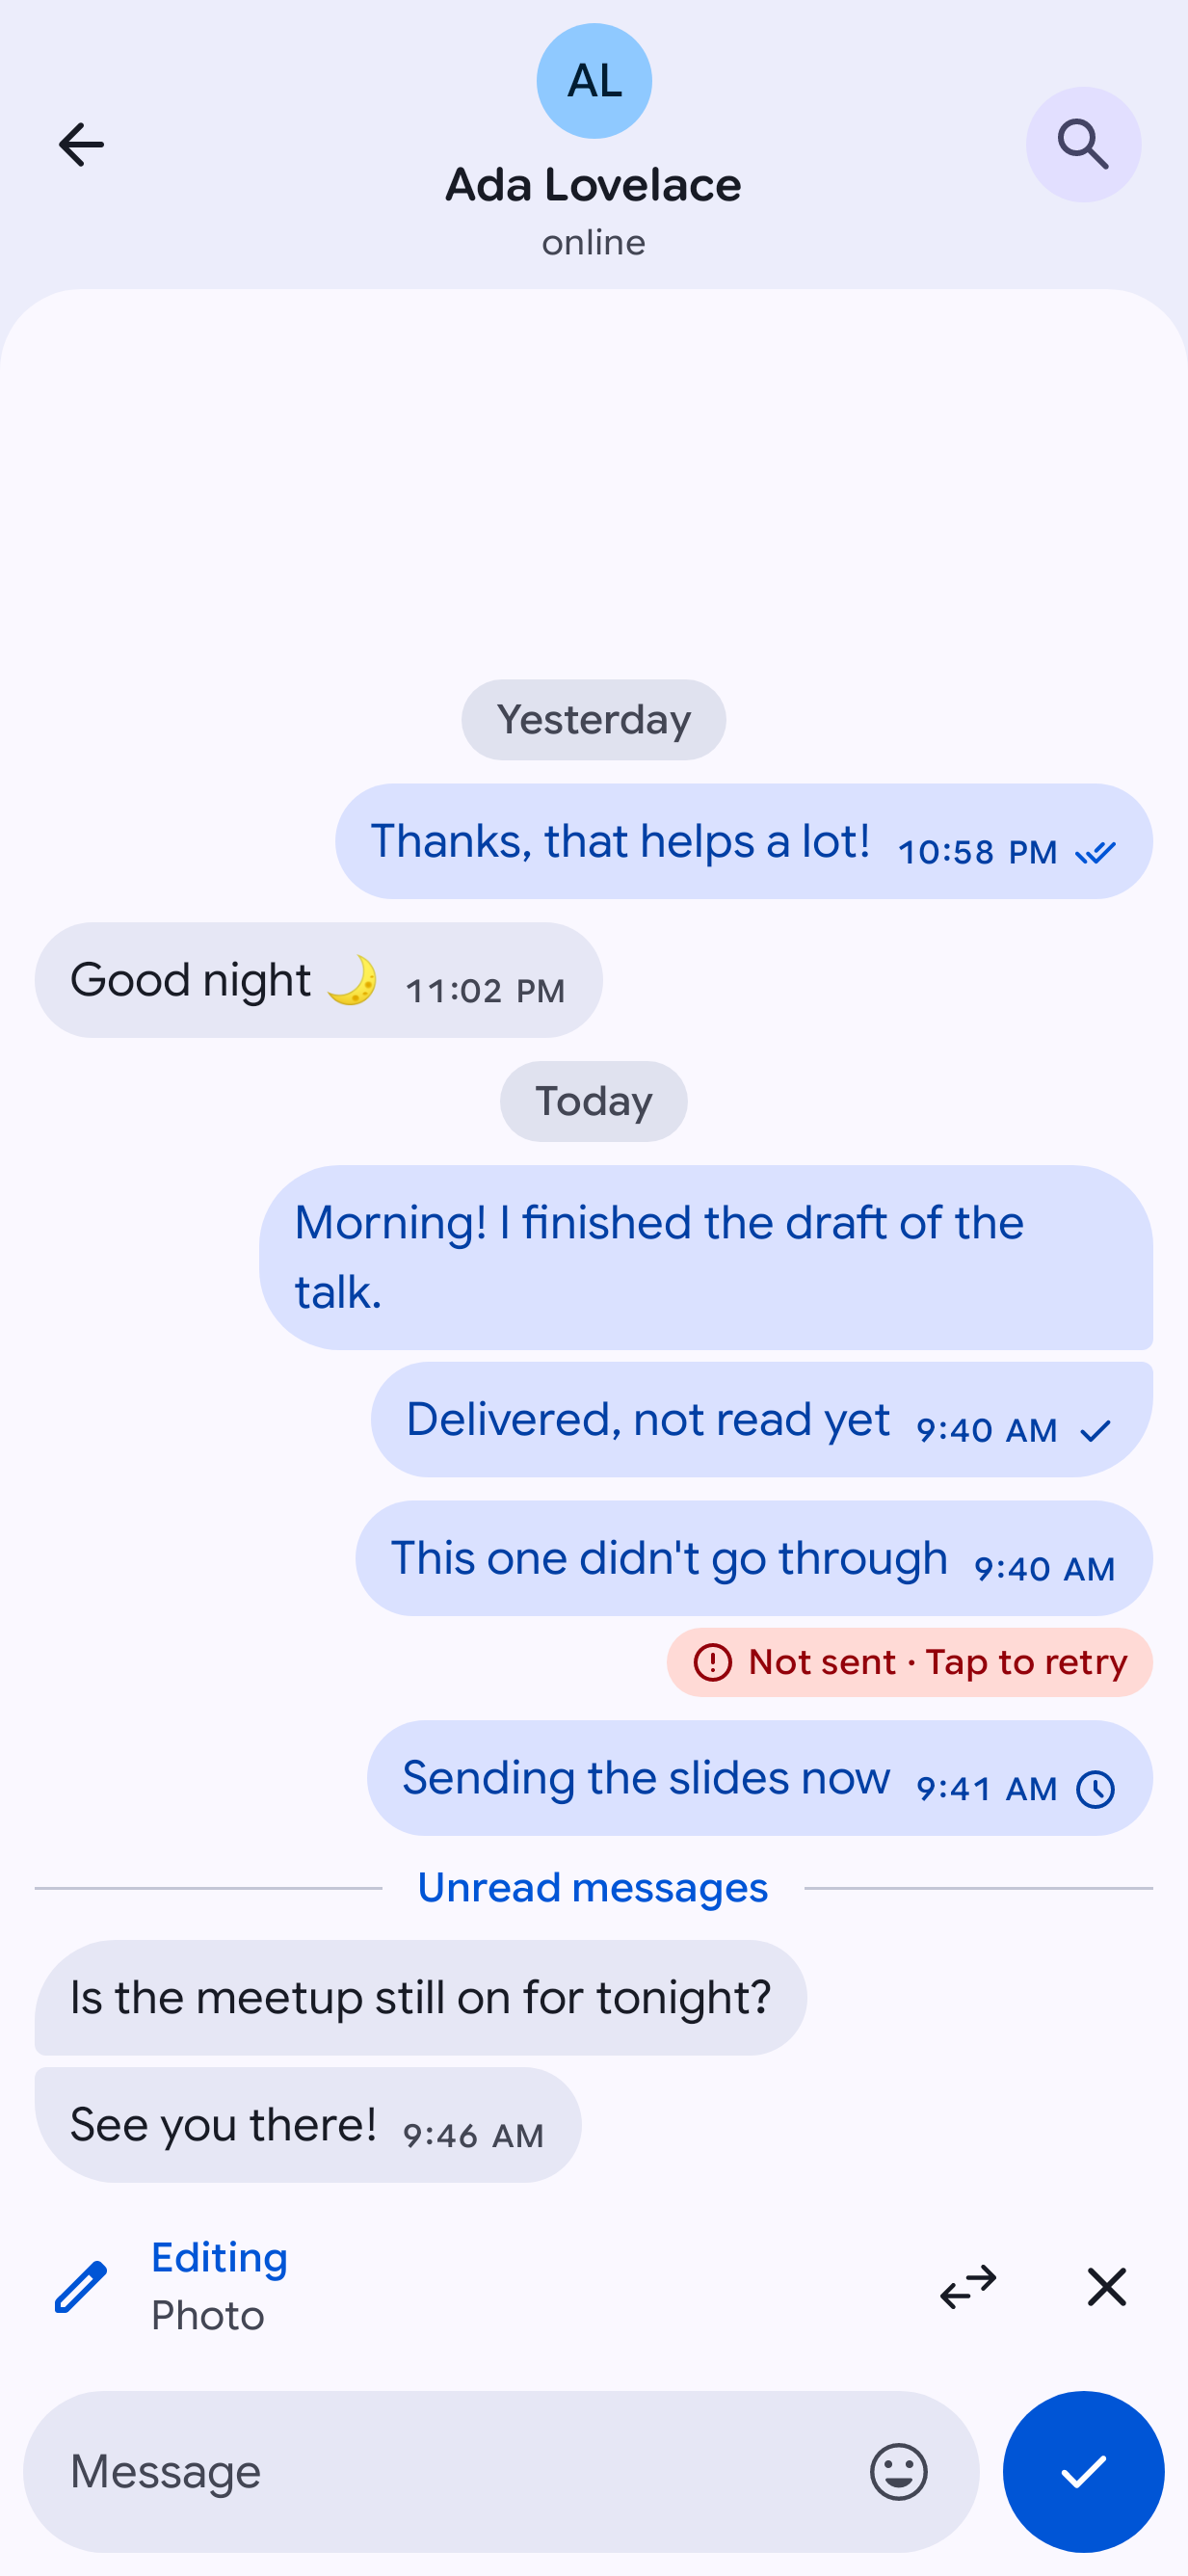 AL
Ada Lovelace
online
Yesterday
Thanks, that helps a lot! 10:58 PM
Good night 🌙 11:02 PM
Today
Morning! I finished the draft of the
talk.
Delivered, not read yet 9:40 AM
This one didn't go through 9:40 AM
Not sent · Tap to retry
Sending the slides now 9:41 AM
Unread messages
Is the meetup still on for tonight?
See you there! 9:46 AM
Editing
Photo
Message